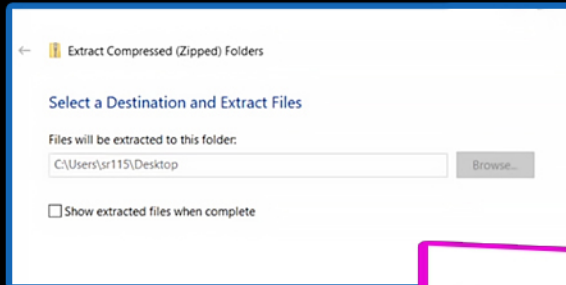 Extract Compressed (Zipped) Folders
Select a Destination and Extract Files
Files will be extracted to this folder:
C:\Users\sr115\Desktop
Browse...
Show extracted files when complete